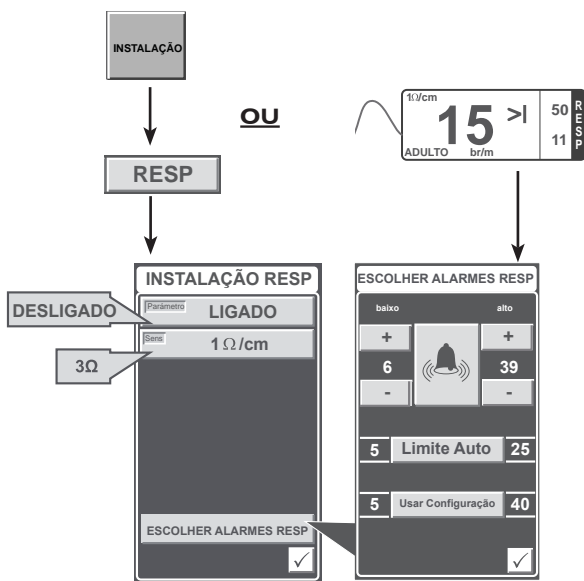 INSTALAÇÃO
OU
RESP
1Ω/cm
15
>|
50
11
RESP
ADULTO br/m
INSTALAÇÃO RESP
DESLIGADO
Parámetro LIGADO
3Ω
Sens 1Ω/cm
ESCOLHER ALARMES RESP
✓
ESCOLHER ALARMES RESP
baixo alto
+ +
6 39
- -
5 Limite Auto 25
5 Usar Configuração 40
✓